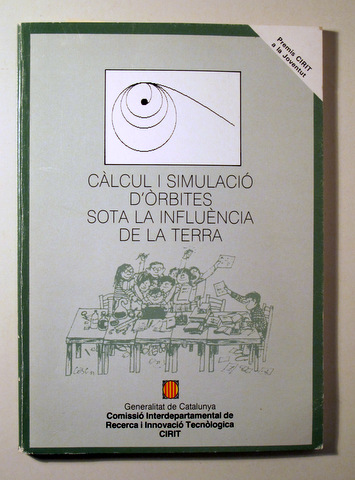 Premis CIRIT
a la Joventut
CÀLCUL I SIMULACIÓ
D'ÒRBITES
SOTA LA INFLUÈNCIA
DE LA TERRA
Generalitat de Catalunya
Comissió Interdepartamental de
Recerca i Innovació Tecnològica
CIRIT